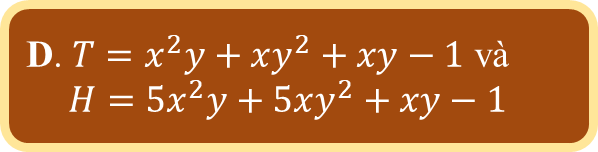 D. T = x²y + xy² + xy − 1 và
H = 5x²y + 5xy² + xy − 1